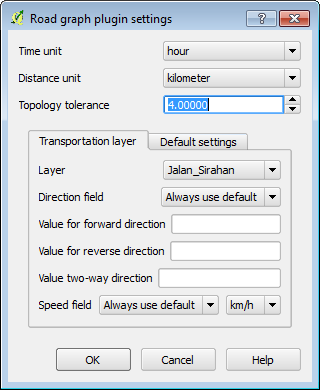 Road graph plugin settings
Time unit hour
Distance unit kilometer
Topology tolerance 4.00000
Transportation layer Default settings
Layer Jalan_Sirahan
Direction field Always use default
Value for forward direction
Value for reverse direction
Value two-way direction
Speed field Always use default km/h
OK Cancel Help